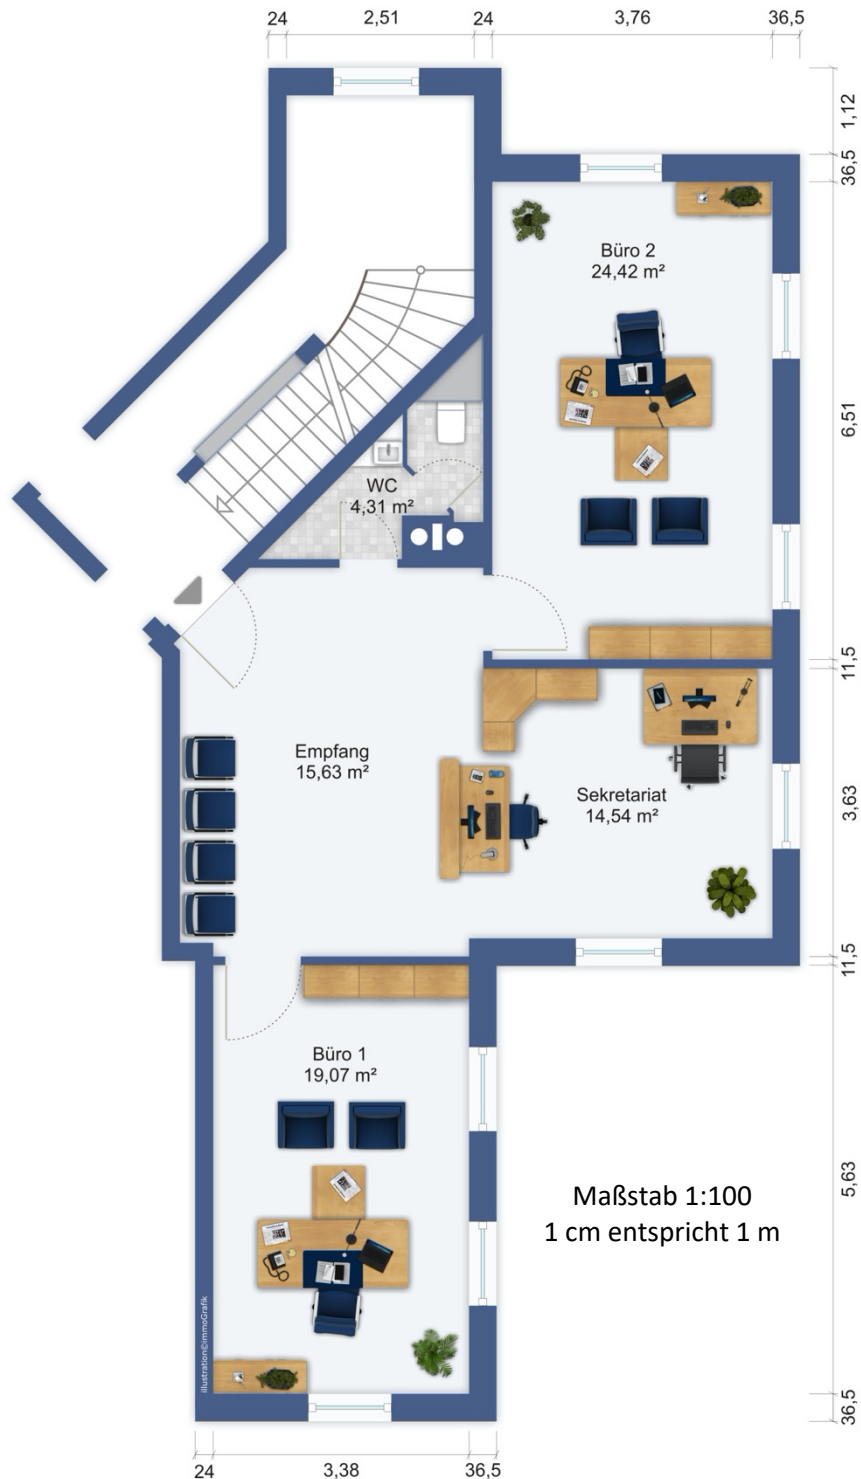 24 2,51 24 3,76 36,5
1,12
36,5
Büro 2
24,42 m²
6,51
WC
4,31 m²
11,5
Empfang
15,63 m²
Sekretariat
14,54 m²
3,63
11,5
Büro 1
19,07 m²
5,63
Maßstab 1:100
1 cm entspricht 1 m
illustration©immoGrafik
36,5
24 3,38 36,5